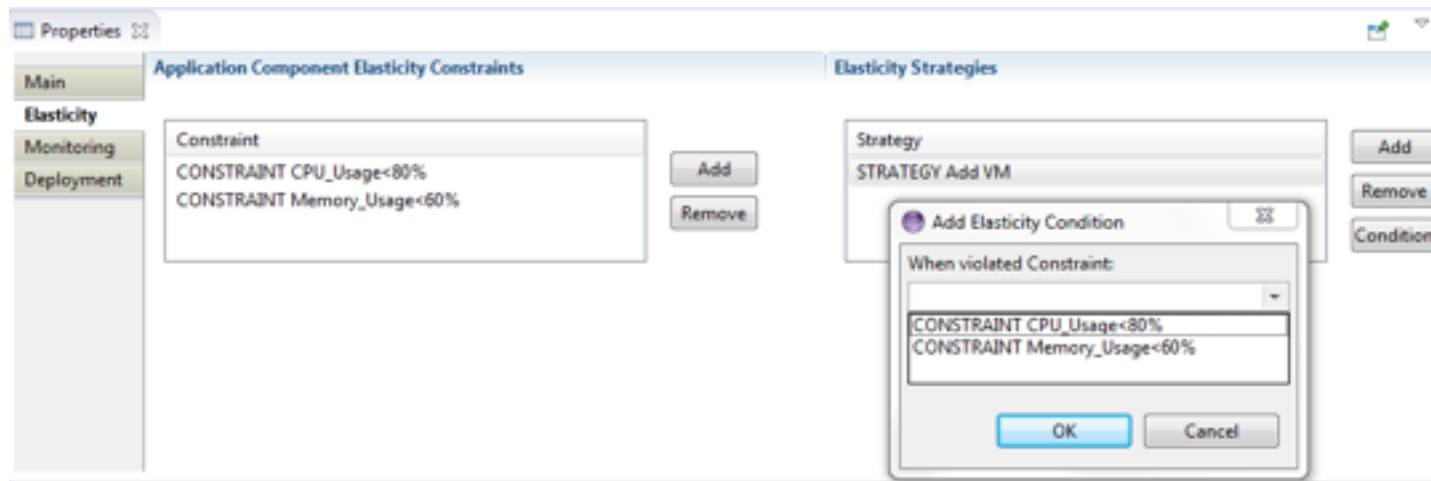 Properties
Main
Elasticity
Monitoring
Deployment
Application Component Elasticity Constraints
Constraint
CONSTRAINT CPU_Usage<80%
CONSTRAINT Memory_Usage<60%
Add
Remove
Elasticity Strategies
Strategy
STRATEGY Add VM
Add
Remove
Condition
Add Elasticity Condition
When violated Constraint:
CONSTRAINT CPU_Usage<80%
CONSTRAINT Memory_Usage<60%
OK
Cancel